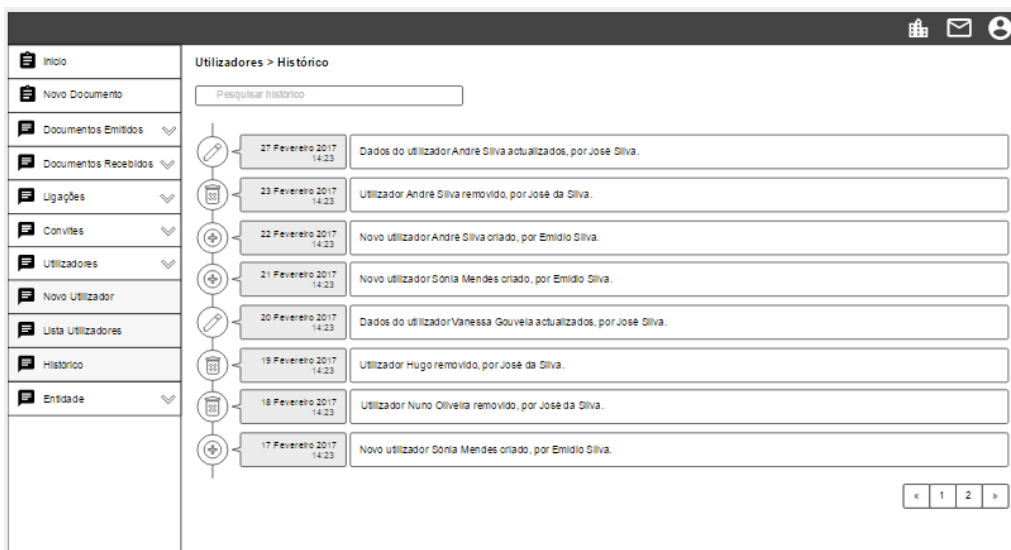 Inicio
Novo Documento
Documentos Emitidos
Documentos Recebidos
Ligações
Convites
Utilizadores
Novo Utilizador
Lista Utilizadores
Histórico
Entidade
Utilizadores > Histórico
Pesquisar histórico
27 Fevereiro 2017
14:23
Dados do utilizador André Silva actualizados, por José Silva.
23 Fevereiro 2017
14:23
Utilizador André Silva removido, por José da Silva.
22 Fevereiro 2017
14:23
Novo utilizador André Silva criado, por Emidio Silva.
21 Fevereiro 2017
14:23
Novo utilizador Sónia Mendes criado, por Emidio Silva.
20 Fevereiro 2017
14:23
Dados do utilizador Vanessa Gouveia actualizados, por José Silva.
19 Fevereiro 2017
14:23
Utilizador Hugo removido, por José da Silva.
18 Fevereiro 2017
14:23
Utilizador Nuno Oliveira removido, por José da Silva.
17 Fevereiro 2017
14:23
Novo utilizador Sónia Mendes criado, por Emidio Silva.
« 1 2 »